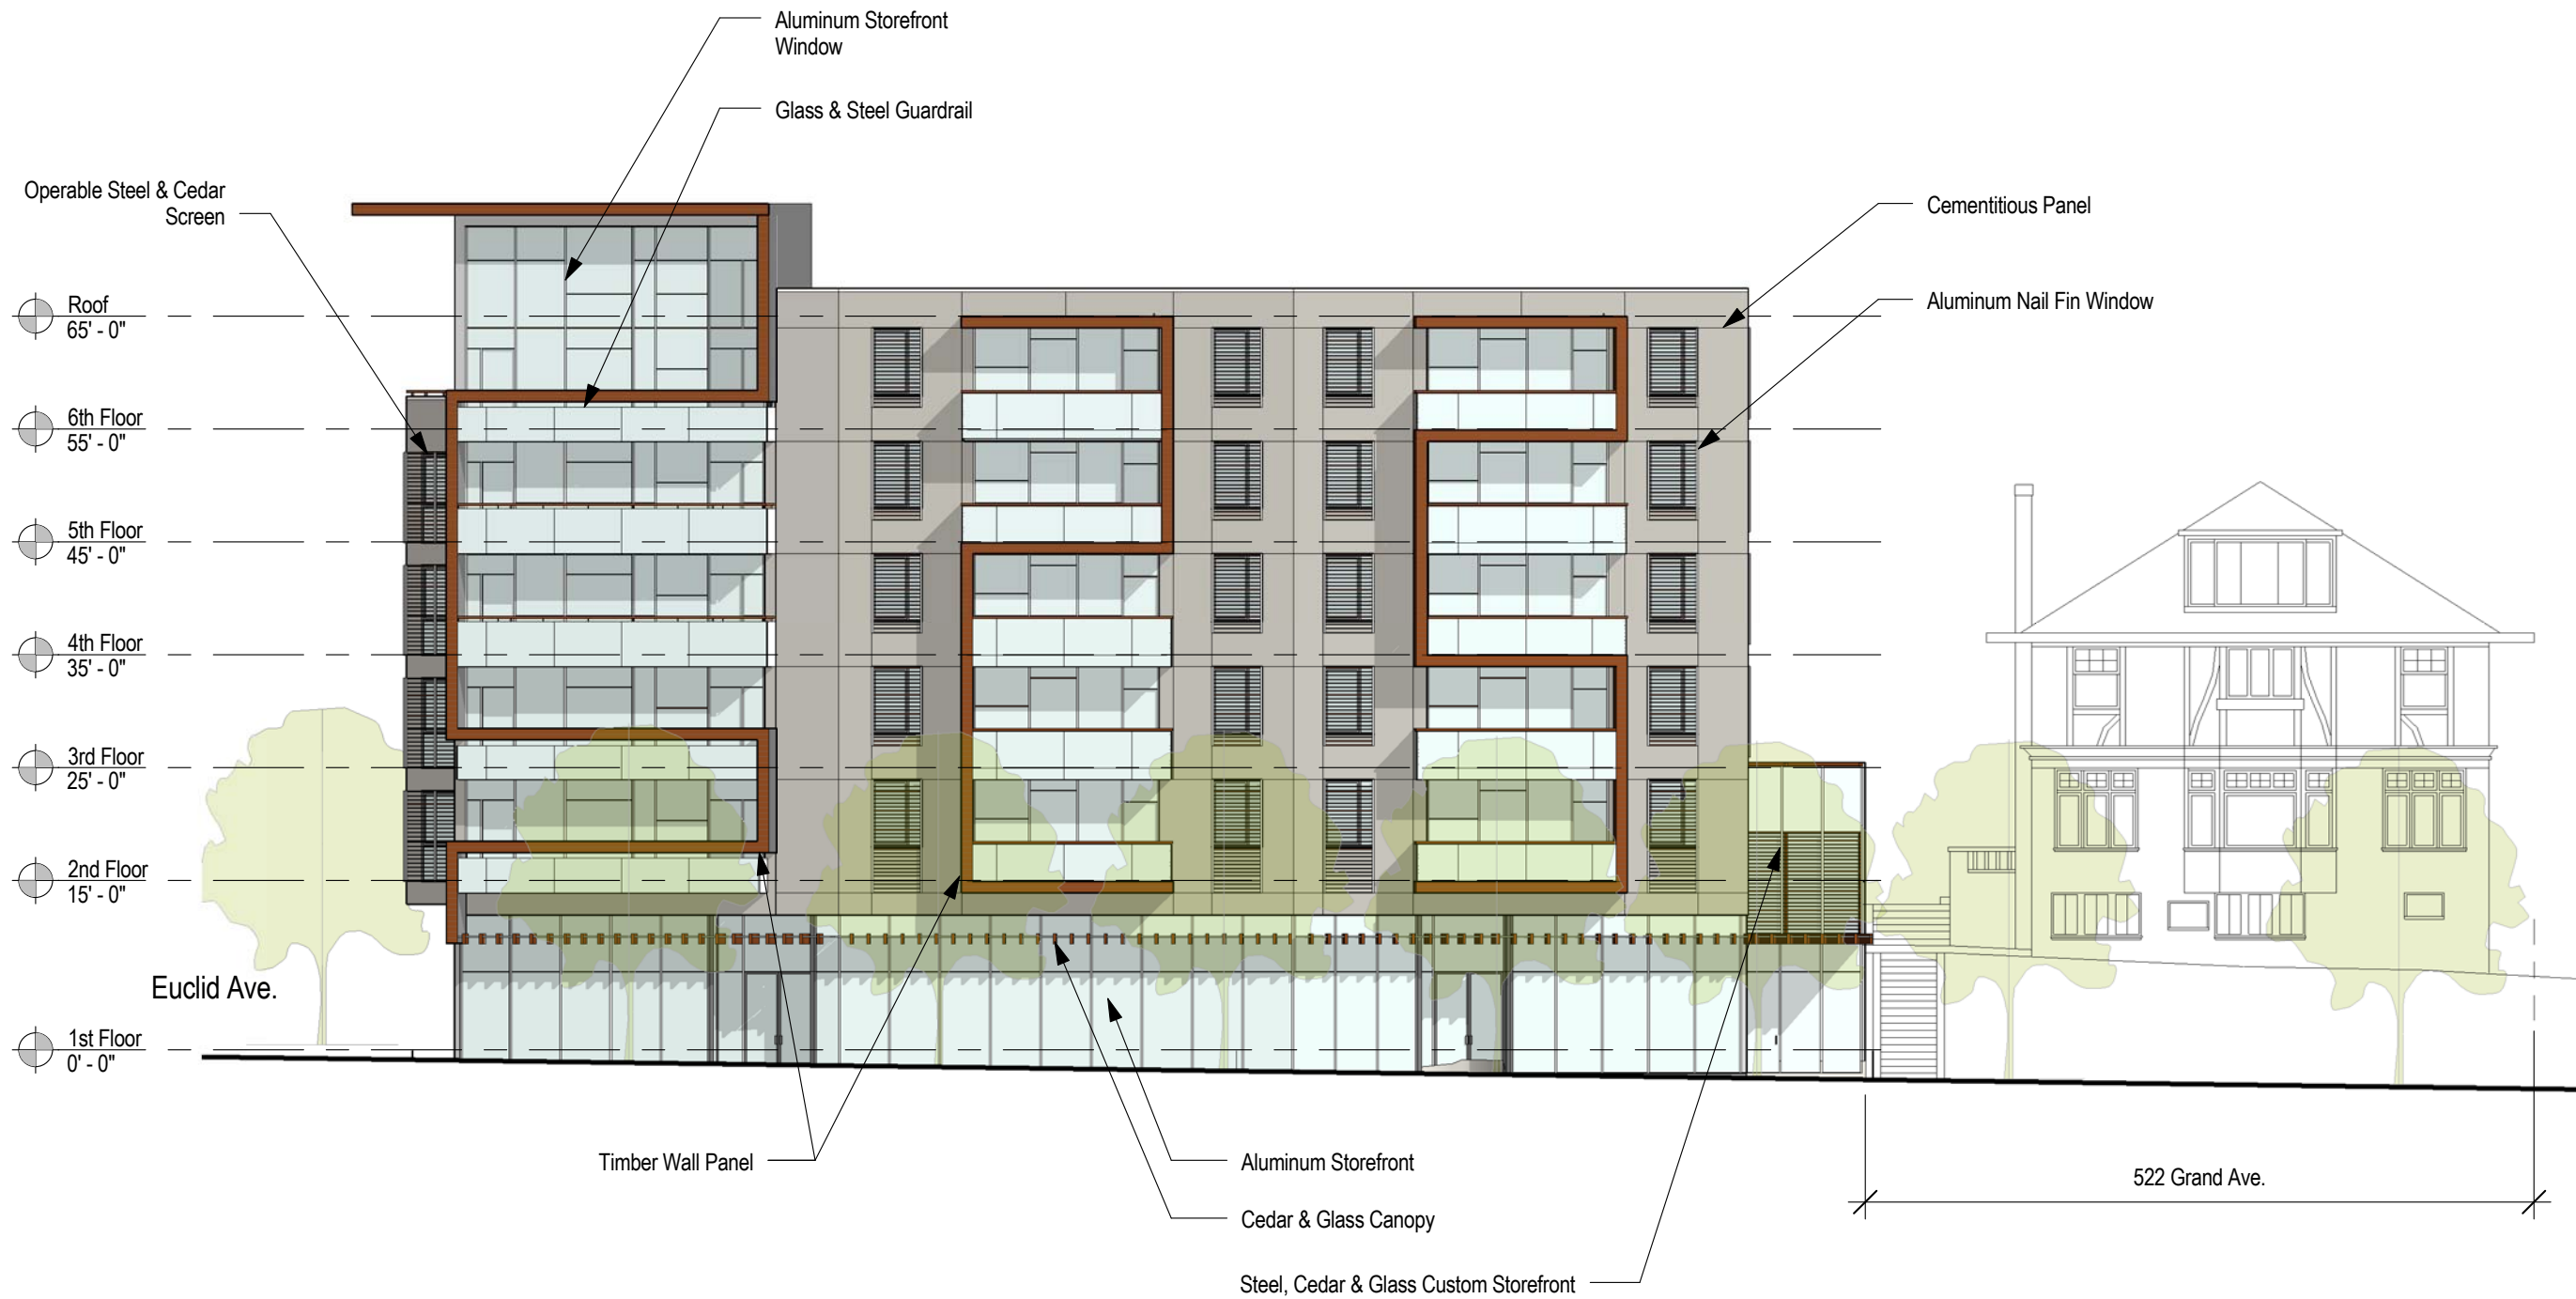 Aluminum Storefront
Window
Glass & Steel Guardrail
Operable Steel & Cedar
Screen
Cementitious Panel
Aluminum Nail Fin Window
Roof
65' - 0"
6th Floor
55' - 0"
5th Floor
45' - 0"
4th Floor
35' - 0"
3rd Floor
25' - 0"
2nd Floor
15' - 0"
Euclid Ave.
1st Floor
0' - 0"
Timber Wall Panel
Aluminum Storefront
522 Grand Ave.
Cedar & Glass Canopy
Steel, Cedar & Glass Custom Storefront